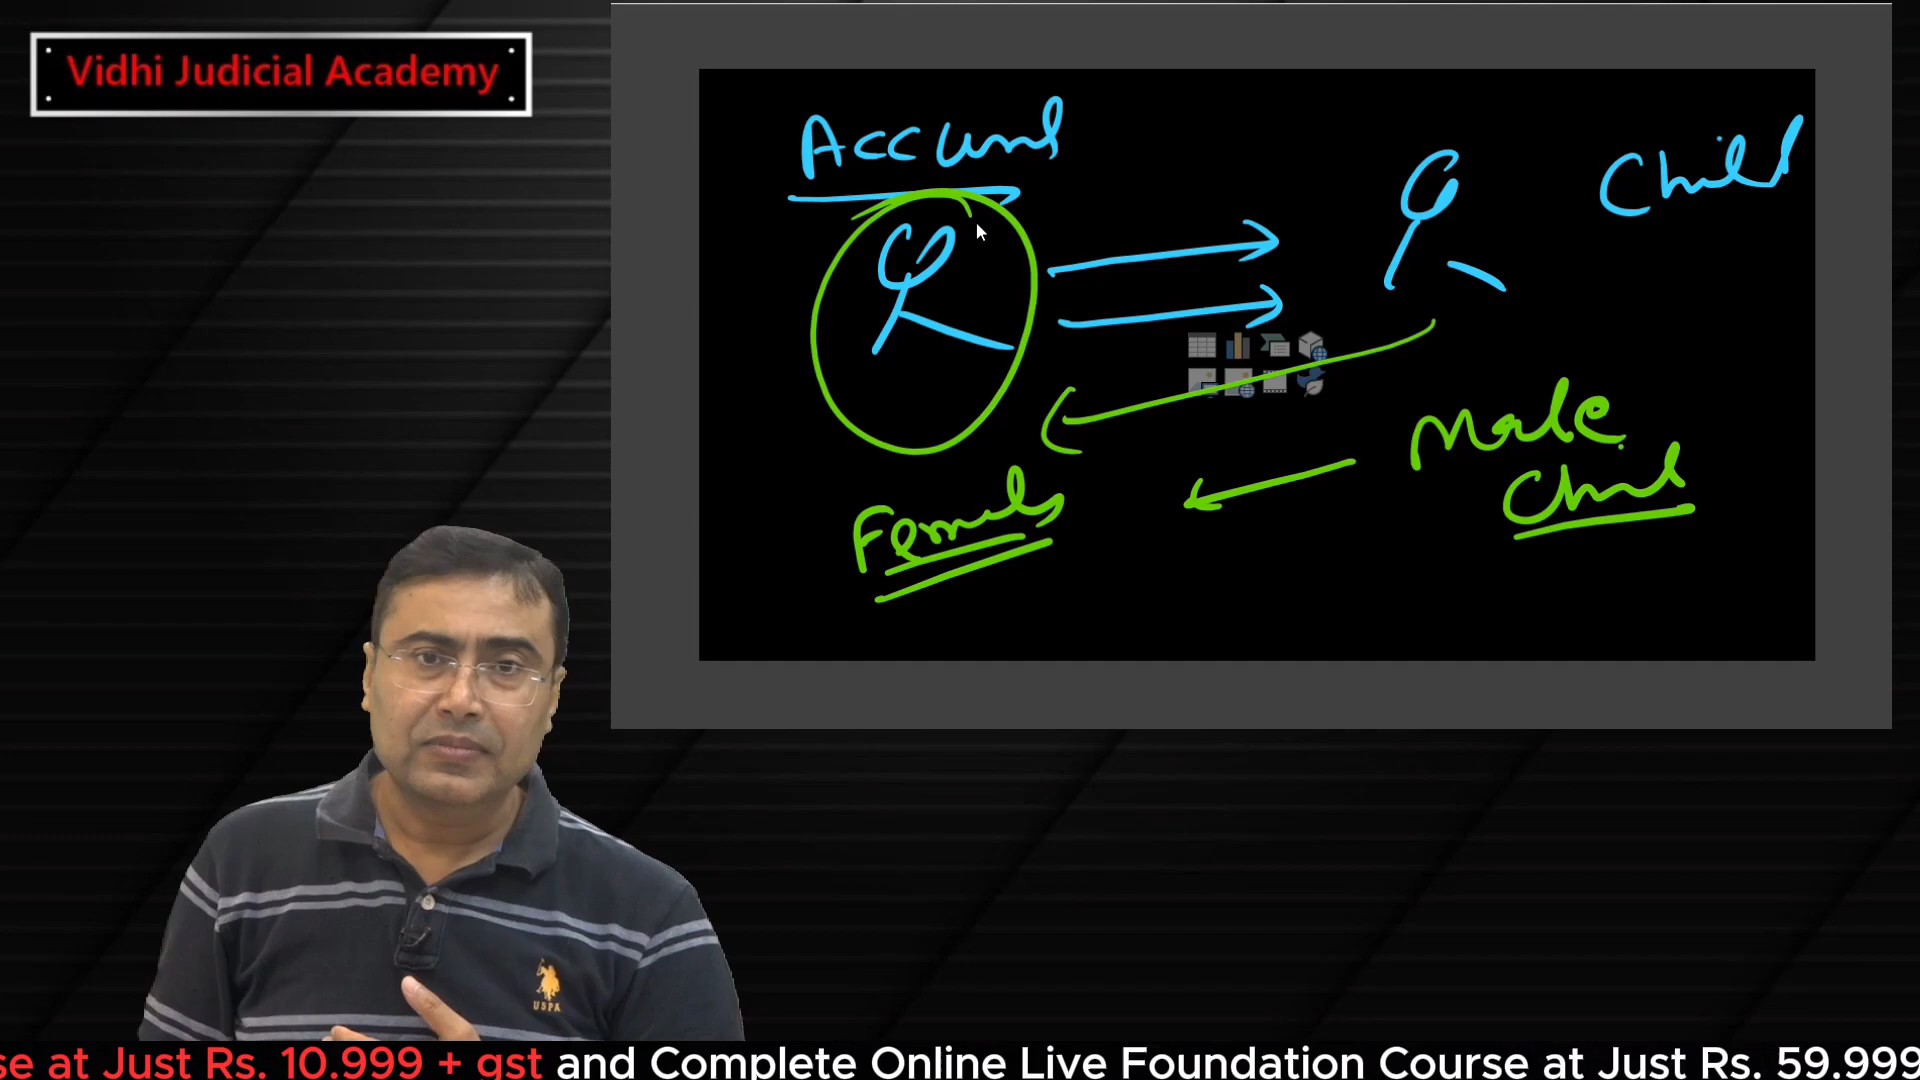 Vidhi Judicial Academy
Accused
Child
Male
Child
Female
USPA
se at Just Rs. 10.999 + gst and Complete Online Live Foundation Course at Just Rs. 59.999